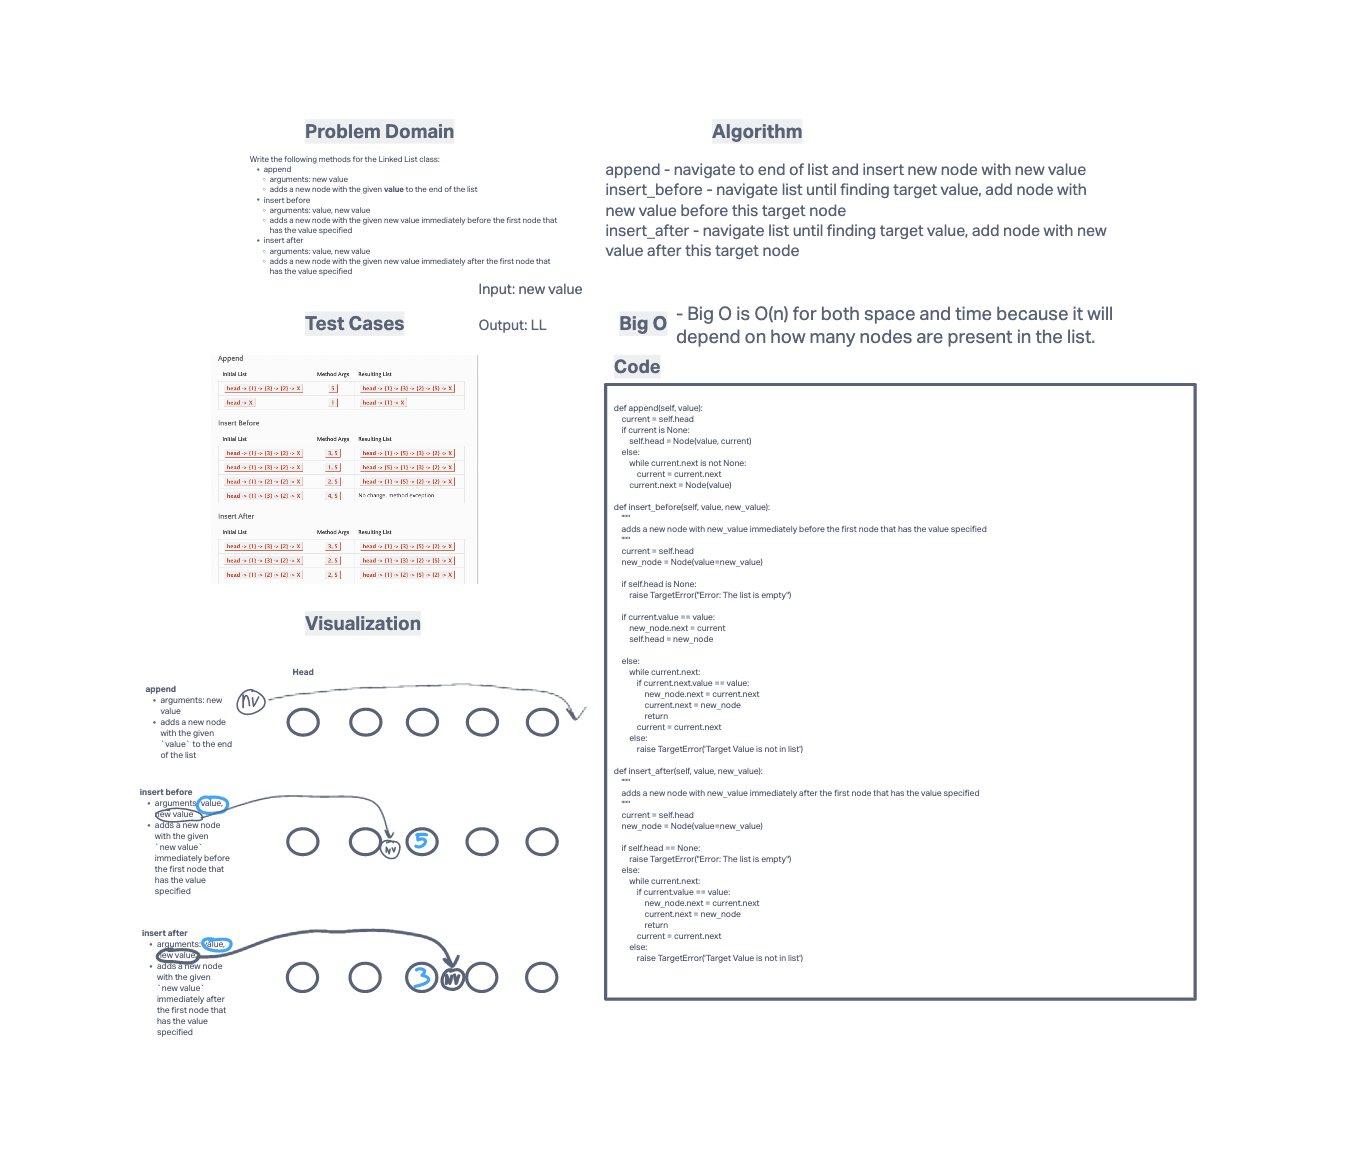 Problem Domain
Write the following methods for the Linked List class:
• append
◦ arguments: new value
◦ adds a new node with the given value to the end of the list
• insert before
◦ arguments: value, new value
◦ adds a new node with the given new value immediately before the first node that
has the value specified
• insert after
◦ arguments: value, new value
◦ adds a new node with the given new value immediately after the first node that
has the value specified
Input: new value
Output: LL
Test Cases
Append
Initial List Method Args Resulting List
head -> {1} -> {3} -> {2} -> X 5 head -> {1} -> {3} -> {2} -> {5} -> X
head -> X 1 head -> {1} -> X
Insert Before
Initial List Method Args Resulting List
head -> {1} -> {3} -> {2} -> X 3, 5 head -> {1} -> {5} -> {3} -> {2} -> X
head -> {1} -> {3} -> {2} -> X 1, 5 head -> {5} -> {1} -> {3} -> {2} -> X
head -> {1} -> {2} -> {2} -> X 2, 5 head -> {1} -> {5} -> {2} -> {2} -> X
head -> {1} -> {3} -> {2} -> X 4, 5 No change, method exception
Insert After
Initial List Method Args Resulting List
head -> {1} -> {3} -> {2} -> X 3, 5 head -> {1} -> {3} -> {5} -> {2} -> X
head -> {1} -> {3} -> {2} -> X 2, 5 head -> {1} -> {3} -> {2} -> {5} -> X
head -> {1} -> {2} -> {2} -> X 2, 5 head -> {1} -> {2} -> {5} -> {2} -> X
Visualization
Head
append
• arguments: new
value
• adds a new node
with the given
`value` to the end
of the list
nv
insert before
• arguments: value,
new value
• adds a new node
with the given
`new value`
immediately before
the first node that
has the value
specified
nv
5
insert after
• arguments: value,
new value
• adds a new node
with the given
`new value`
immediately after
the first node that
has the value
specified
3
nv
Algorithm
append - navigate to end of list and insert new node with new value
insert_before - navigate list until finding target value, add node with
new value before this target node
insert_after - navigate list until finding target value, add node with new
value after this target node
Big O
- Big O is O(n) for both space and time because it will
depend on how many nodes are present in the list.
Code
def append(self, value):
current = self.head
if current is None:
self.head = Node(value, current)
else:
while current.next is not None:
current = current.next
current.next = Node(value)
def insert_before(self, value, new_value):
"""
adds a new node with new_value immediately before the first node that has the value specified
"""
current = self.head
new_node = Node(value=new_value)
if self.head is None:
raise TargetError("Error: The list is empty")
if current.value == value:
new_node.next = current
self.head = new_node
else:
while current.next:
if current.next.value == value:
new_node.next = current.next
current.next = new_node
return
current = current.next
else:
raise TargetError('Target Value is not in list')
def insert_after(self, value, new_value):
"""
adds a new node with new_value immediately after the first node that has the value specified
"""
current = self.head
new_node = Node(value=new_value)
if self.head == None:
raise TargetError("Error: The list is empty")
else:
while current.next:
if current.value == value:
new_node.next = current.next
current.next = new_node
return
current = current.next
else:
raise TargetError('Target Value is not in list')